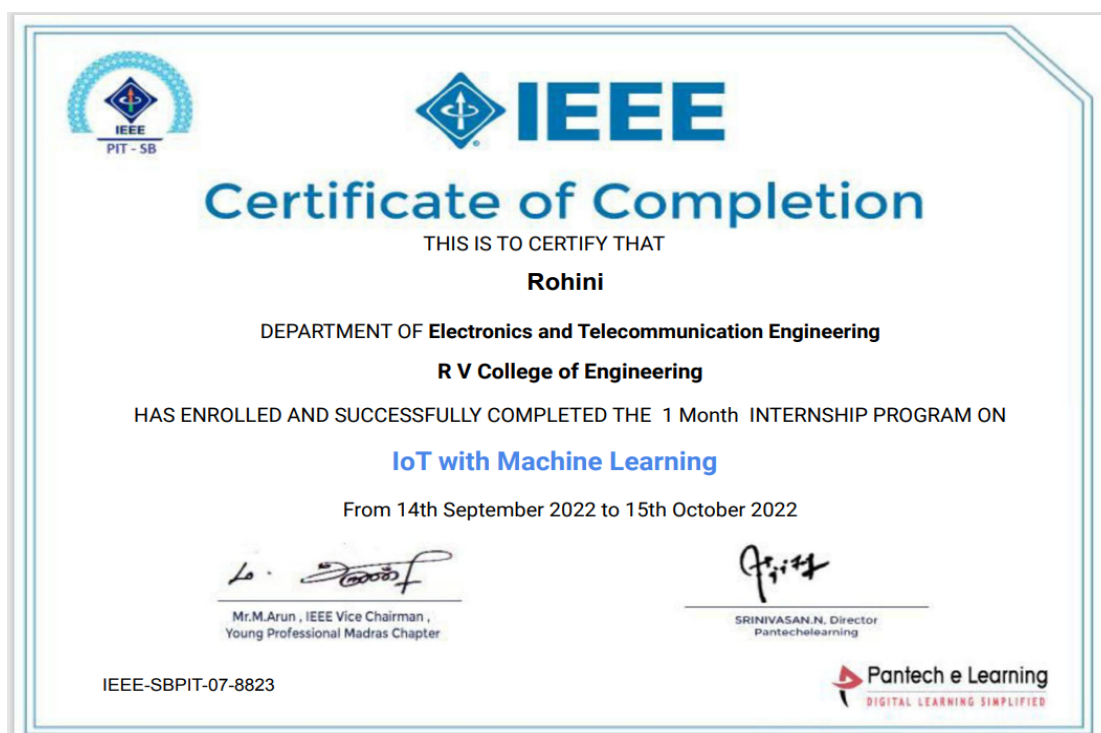 IEEE
PIT - SB
IEEE
Certificate of Completion
THIS IS TO CERTIFY THAT
Rohini
DEPARTMENT OF Electronics and Telecommunication Engineering
R V College of Engineering
HAS ENROLLED AND SUCCESSFULLY COMPLETED THE 1 Month INTERNSHIP PROGRAM ON
IoT with Machine Learning
From 14th September 2022 to 15th October 2022
Mr.M.Arun , IEEE Vice Chairman ,
Young Professional Madras Chapter
SRINIVASAN.N, Director
Pantechelearning
IEEE-SBPIT-07-8823
Pantech e Learning
DIGITAL LEARNING SIMPLIFIED